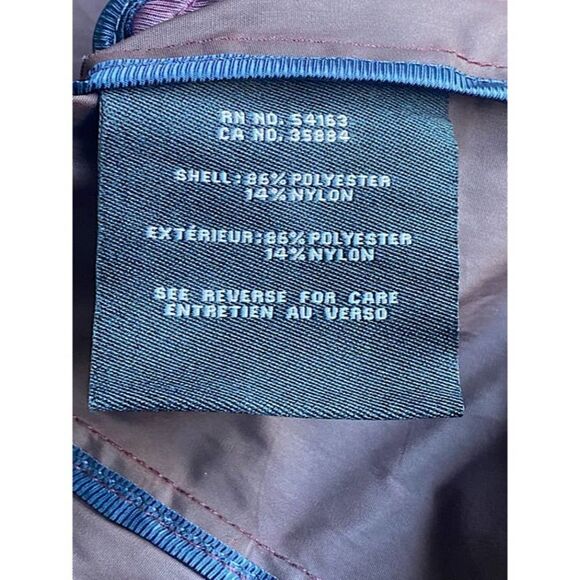 RN NO. 54163
CA NO. 35884
SHELL: 86% POLYESTER
14% NYLON
EXTÉRIEUR: 86% POLYESTER
14% NYLON
SEE REVERSE FOR CARE
ENTRETIEN AU VERSO